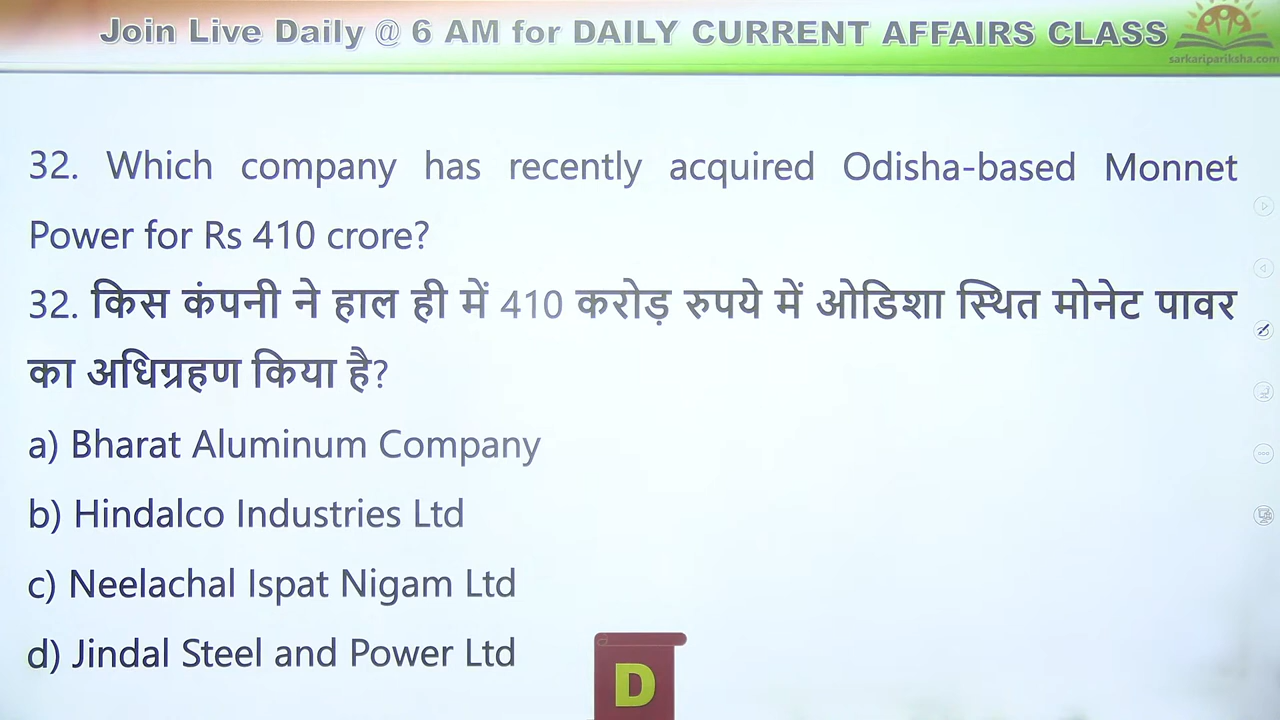 Join Live Daily @ 6 AM for DAILY CURRENT AFFAIRS CLASS
sarkaripariksha.com
32. Which company has recently acquired Odisha-based Monnet
Power for Rs 410 crore?
32. किस कंपनी ने हाल ही में 410 करोड़ रुपये में ओडिशा स्थित मोनेट पावर
का अधिग्रहण किया है?
a) Bharat Aluminum Company
b) Hindalco Industries Ltd
c) Neelachal Ispat Nigam Ltd
d) Jindal Steel and Power Ltd
D